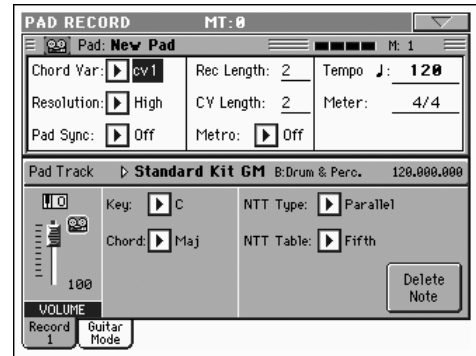 PAD RECORD MT:0
Pad: New Pad M: 1
Chord Var: cv1 Rec Length: 2 Tempo ♩: 120
Resolution: High CV Length: 2 Meter: 4/4
Pad Sync: Off Metro: Off
Pad Track Standard Kit GM B:Drum & Perc. 120.000.000
Key: C NTT Type: Parallel
Chord: Maj NTT Table: Fifth
100
Delete
Note
VOLUME
Record
1
Guitar
Mode